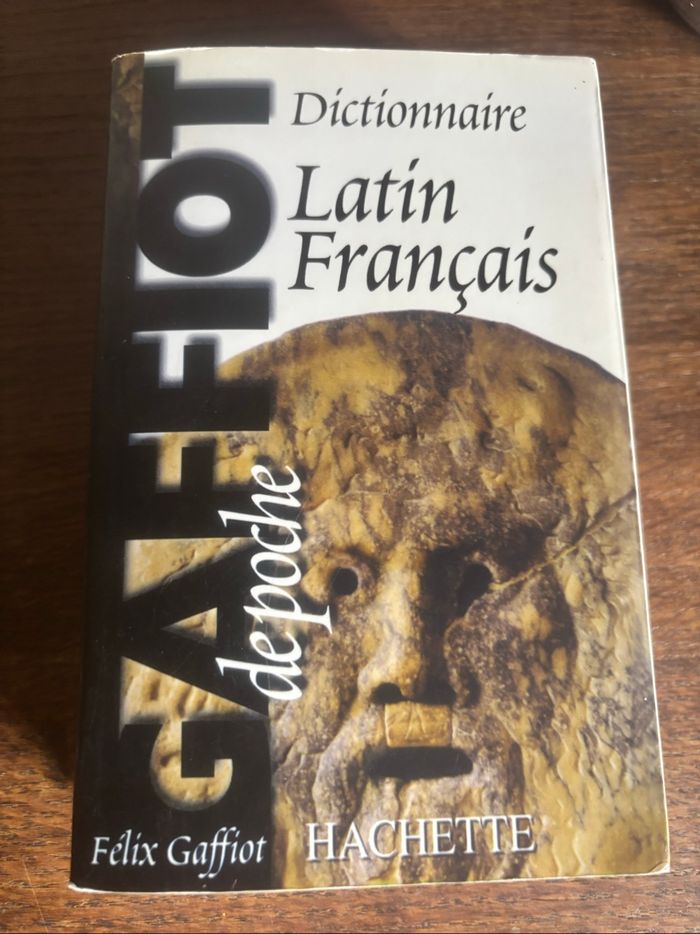 GAFFIOT
de poche
Dictionnaire
Latin
Français
Félix Gaffiot
HACHETTE